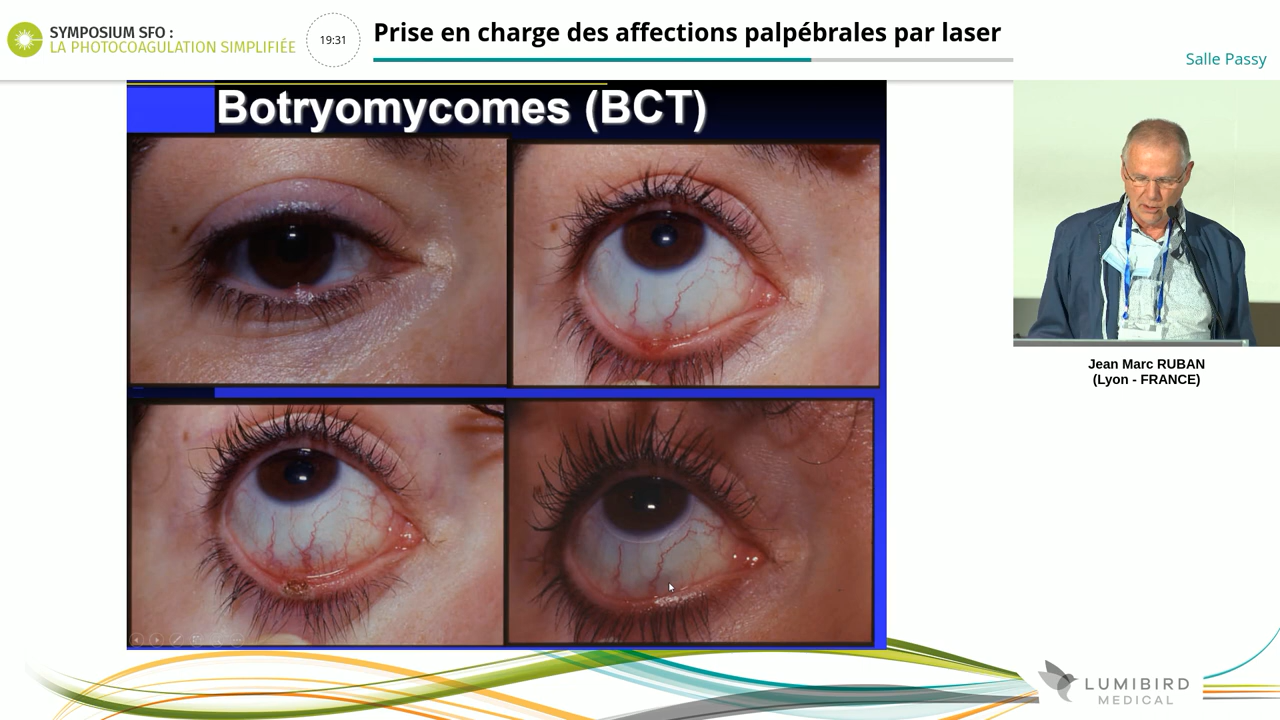 SYMPOSIUM SFO :
LA PHOTOCOAGULATION SIMPLIFIÉE
19:31
Prise en charge des affections palpébrales par laser
Salle Passy
Botryomycomes (BCT)
Jean Marc RUBAN
(Lyon - FRANCE)
LUMIBIRD
MEDICAL